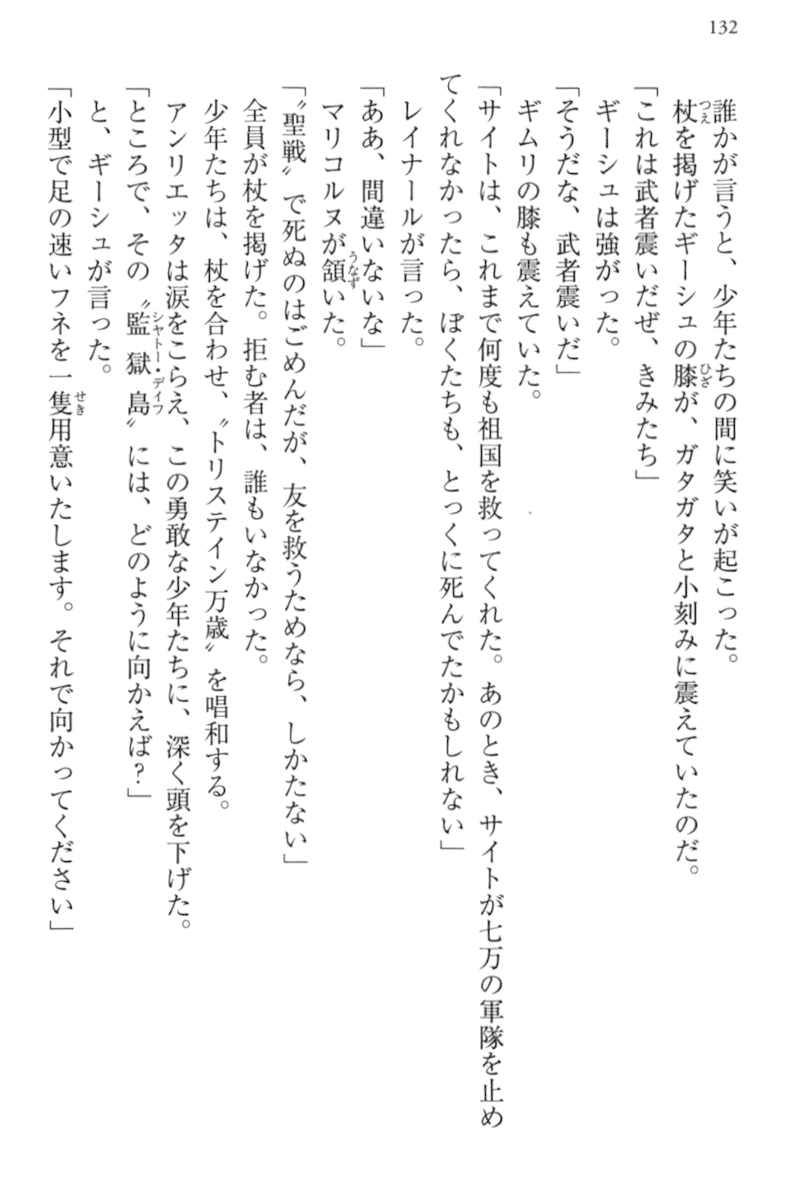 132
誰かが言うと、少年たちの間に笑いが起こった。
杖を掲げたギーシュの膝が、ガタガタと小刻みに震えていたのだ。
「これは武者震いだぜ、きみたち」
ギーシュは強がった。
「そうだな、武者震いだ」
ギムリの膝も震えていた。
「サイトは、これまで何度も祖国を救ってくれた。あのとき、サイトが七万の軍隊を止め
てくれなかったら、ぼくたちも、とっくに死んでたかもしれない」
レイナールが言った。
「ああ、間違いないな」
マリコルヌが頷いた。
「〝聖戦〟で死ぬのはごめんだが、友を救うためなら、しかたない」
全員が杖を掲げた。拒む者は、誰もいなかった。
少年たちは、杖を合わせ、〝トリステイン万歳〟を唱和する。
アンリエッタは涙をこらえ、この勇敢な少年たちに、深く頭を下げた。
「ところで、その〝監獄島〟には、どのように向かえば？」
と、ギーシュが言った。
「小型で足の速いフネを一隻用意いたします。それで向かってください」